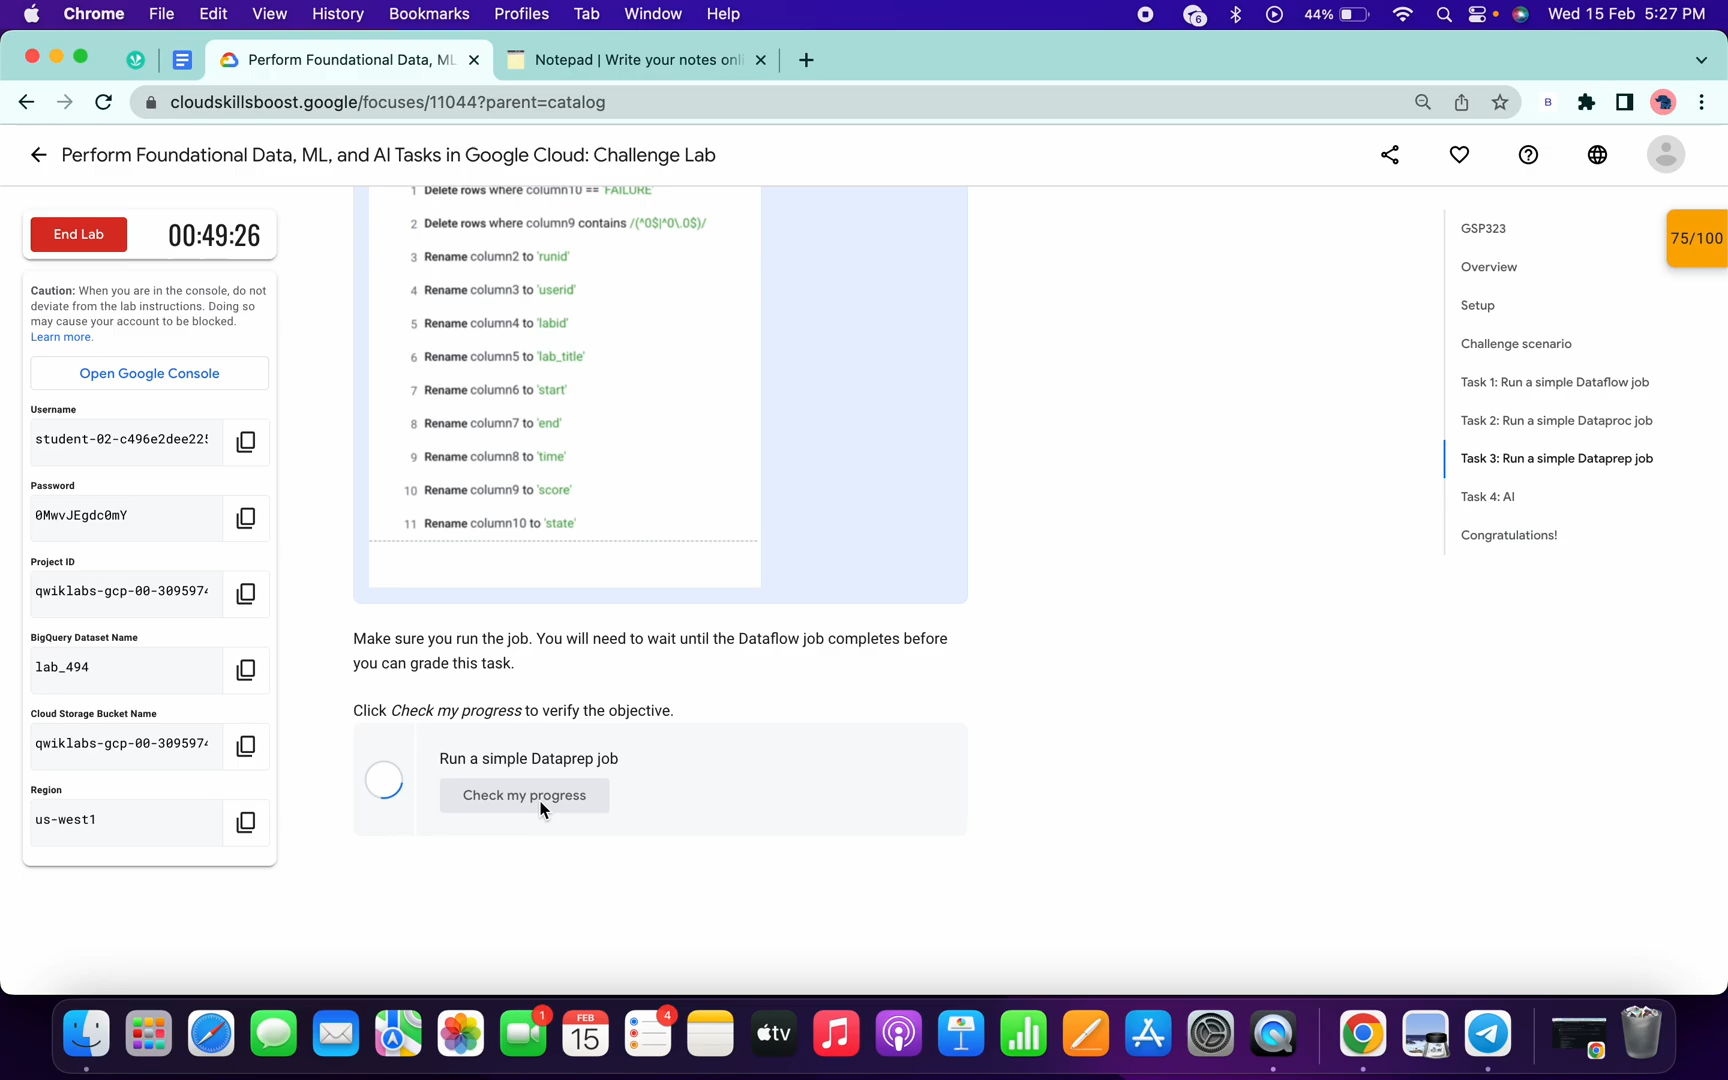 Chrome File Edit View History Bookmarks Profiles Tab Window Help 6 44% Wed 15 Feb 5:27 PM
Perform Foundational Data, ML Notepad | Write your notes onli
cloudskillsboost.google/focuses/11044?parent=catalog B
Perform Foundational Data, ML, and AI Tasks in Google Cloud: Challenge Lab
End Lab 00:49:26
Caution: When you are in the console, do not
deviate from the lab instructions. Doing so
may cause your account to be blocked.
Learn more.
Open Google Console
Username
student-02-c496e2dee22
Password
0MwvJEgdc0mY
Project ID
qwiklabs-gcp-00-309597
BigQuery Dataset Name
lab_494
Cloud Storage Bucket Name
qwiklabs-gcp-00-309597
Region
us-west1
1 Delete rows where column10 == 'FAILURE'
2 Delete rows where column9 contains /(^0$|^0\.0$)/
3 Rename column2 to 'runid'
4 Rename column3 to 'userid'
5 Rename column4 to 'labid'
6 Rename column5 to 'lab_title'
7 Rename column6 to 'start'
8 Rename column7 to 'end'
9 Rename column8 to 'time'
10 Rename column9 to 'score'
11 Rename column10 to 'state'
Make sure you run the job. You will need to wait until the Dataflow job completes before
you can grade this task.
Click Check my progress to verify the objective.
Run a simple Dataprep job
Check my progress
GSP323
Overview
Setup
Challenge scenario
Task 1: Run a simple Dataflow job
Task 2: Run a simple Dataproc job
Task 3: Run a simple Dataprep job
Task 4: AI
Congratulations!
75/100
1
FEB
15
4
tv